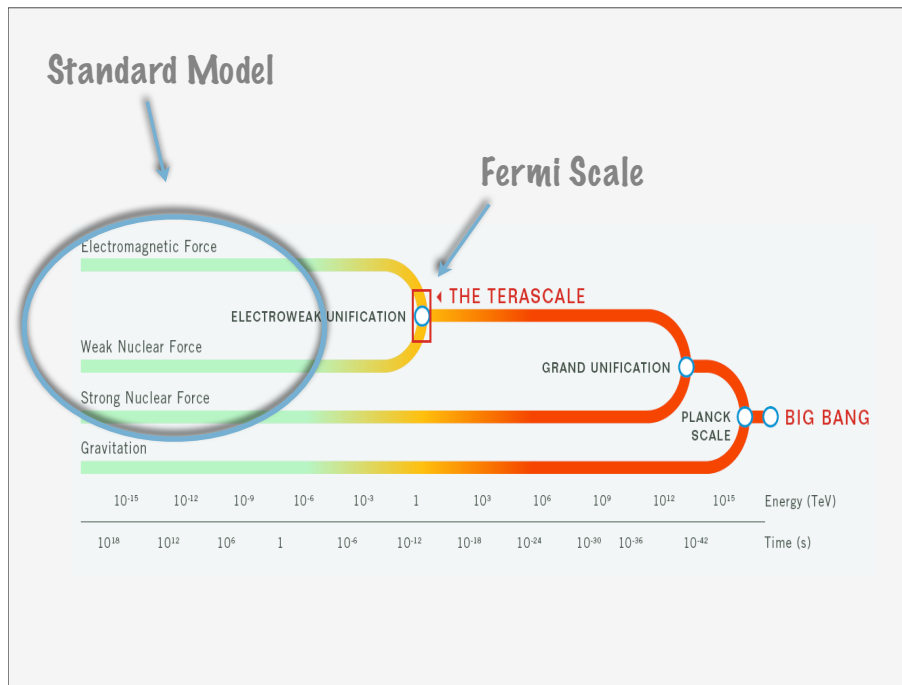 Standard Model
Fermi Scale
Electromagnetic Force
◂ THE TERASCALE
ELECTROWEAK UNIFICATION
Weak Nuclear Force
GRAND UNIFICATION
Strong Nuclear Force
PLANCK
SCALE
BIG BANG
Gravitation
10⁻¹⁵ 10⁻¹² 10⁻⁹ 10⁻⁶ 10⁻³ 1 10³ 10⁶ 10⁹ 10¹² 10¹⁵ Energy (TeV)
10¹⁸ 10¹² 10⁶ 1 10⁻⁶ 10⁻¹² 10⁻¹⁸ 10⁻²⁴ 10⁻³⁰ 10⁻³⁶ 10⁻⁴² Time (s)